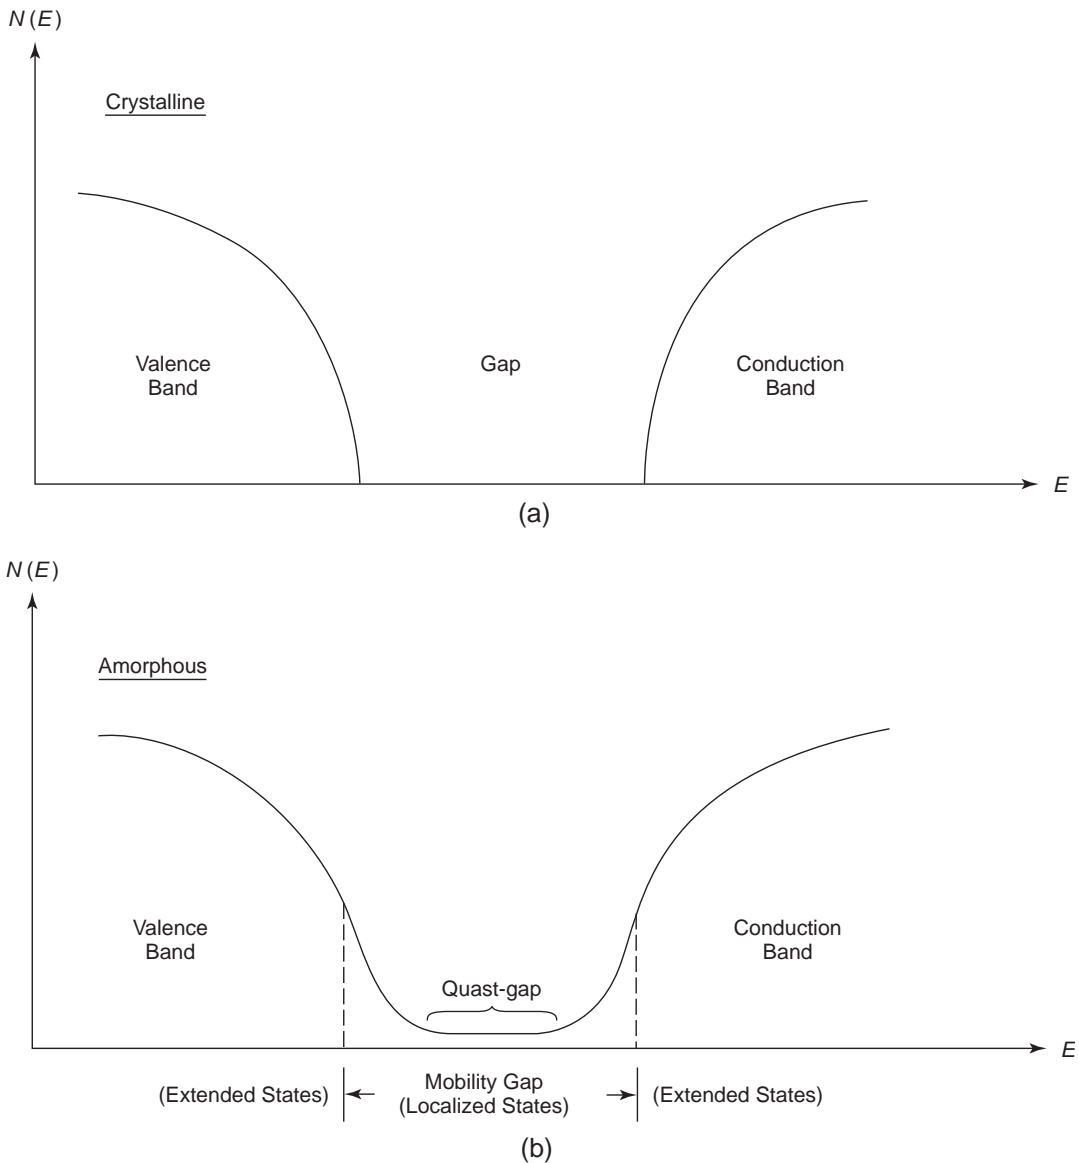 N(E)
Crystalline
Valence
Band
Gap
Conduction
Band
E
(a)
N(E)
Amorphous
Valence
Band
Conduction
Band
Quast-gap
E
(Extended States)
Mobility Gap
(Localized States)
(Extended States)
(b)